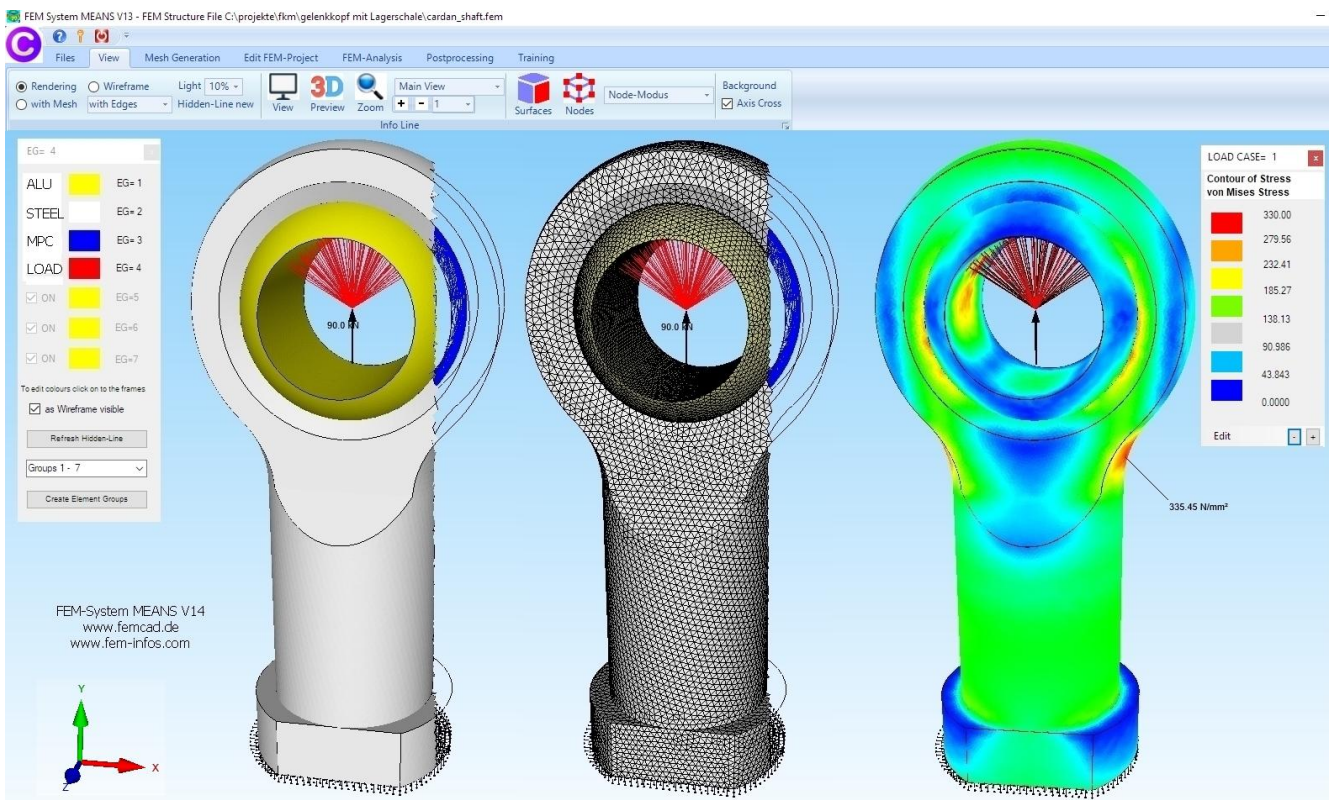 FEM System MEANS V13 - FEM Structure File C:\projekte\fkm\gelenkkopf mit Lagerschale\cardan_shaft.fem
C
Files View Mesh Generation Edit FEM-Project FEM-Analysis Postprocessing Training
Rendering Wireframe Light 10% Main View Node-Modus Background
with Mesh with Edges Hidden-Line new View 3D Preview Zoom + - 1 Surfaces Nodes Axis Cross
Info Line
EG= 4
ALU EG= 1
STEEL EG= 2
MPC EG= 3
LOAD EG= 4
ON EG=5
ON EG=6
ON EG=7
To edit colours click on to the frames
as Wireframe visible
Refresh Hidden-Line
Groups 1 - 7
Create Element Groups
90.0 kN
90.0 kN
LOAD CASE= 1 x
Contour of Stress
von Mises Stress
330.00
279.56
232.41
185.27
138.13
90.986
43.843
0.0000
Edit - +
335.45 N/mm²
FEM-System MEANS V14
www.femcad.de
www.fem-infos.com
Y
X
Z